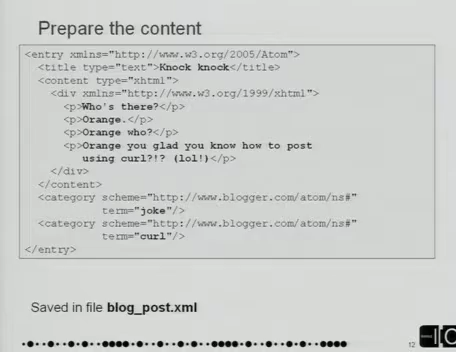 Prepare the content
<entry xmlns="http://www.w3.org/2005/Atom">
<title type="text">Knock knock</title>
<content type="xhtml">
<div xmlns="http://www.w3.org/1999/xhtml">
<p>Who's there?</p>
<p>Orange.</p>
<p>Orange who?</p>
<p>Orange you glad you know how to post
using curl?!? (lol!)</p>
</div>
</content>
<category scheme="http://www.blogger.com/atom/ns#"
term="joke"/>
<category scheme="http://www.blogger.com/atom/ns#"
term="curl"/>
</entry>
Saved in file blog_post.xml
12